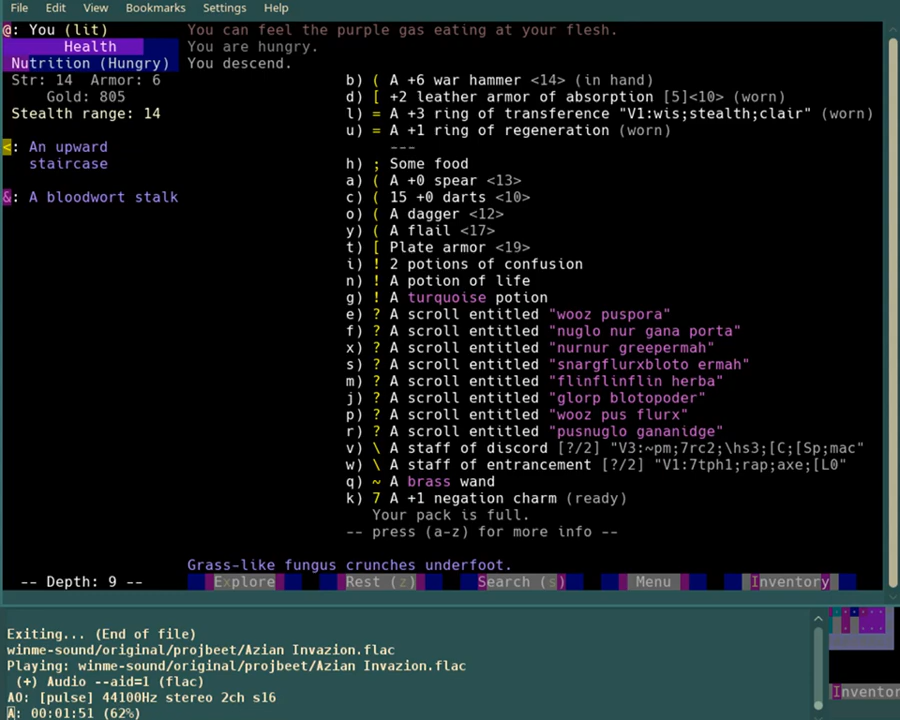 File Edit View Bookmarks Settings Help
@: You (lit)
You can feel the purple gas eating at your flesh.
Health
You are hungry.
Nutrition (Hungry)
You descend.
Str: 14 Armor: 6
b) ( A +6 war hammer <14> (in hand)
Gold: 805
d) [ +2 leather armor of absorption [5]<10> (worn)
Stealth range: 14
l) = A +3 ring of transference "V1:wis;stealth;clair" (worn)
u) = A +1 ring of regeneration (worn)
<: An upward
---
staircase
h) ; Some food
a) ( A +0 spear <13>
&: A bloodwort stalk
c) ( 15 +0 darts <10>
o) ( A dagger <12>
y) ( A flail <17>
t) [ Plate armor <19>
i) ! 2 potions of confusion
n) ! A potion of life
g) ! A turquoise potion
e) ? A scroll entitled "wooz puspora"
f) ? A scroll entitled "nuglo nur gana porta"
x) ? A scroll entitled "nurnur greepermah"
s) ? A scroll entitled "snargflurxbloto ermah"
m) ? A scroll entitled "flinflinflin herba"
j) ? A scroll entitled "glorp blotopoder"
p) ? A scroll entitled "wooz pus flurx"
r) ? A scroll entitled "pusnuglo gananidge"
v) \ A staff of discord [?/2] "V3:~pm;7rc2;\hs3;[C;[Sp;mac"
w) \ A staff of entrancement [?/2] "V1:7tph1;rap;axe;[L0"
q) ~ A brass wand
k) 7 A +1 negation charm (ready)
Your pack is full.
-- press (a-z) for more info --
Grass-like fungus crunches underfoot.
-- Depth: 9 --
Explore Rest (z) Search (s) Menu Inventory
Exiting... (End of file)
winme-sound/original/projbeet/Azian Invazion.flac
Playing: winme-sound/original/projbeet/Azian Invazion.flac
(+) Audio --aid=1 (flac)
AO: [pulse] 44100Hz stereo 2ch s16
A: 00:01:51 (62%)
Inventor